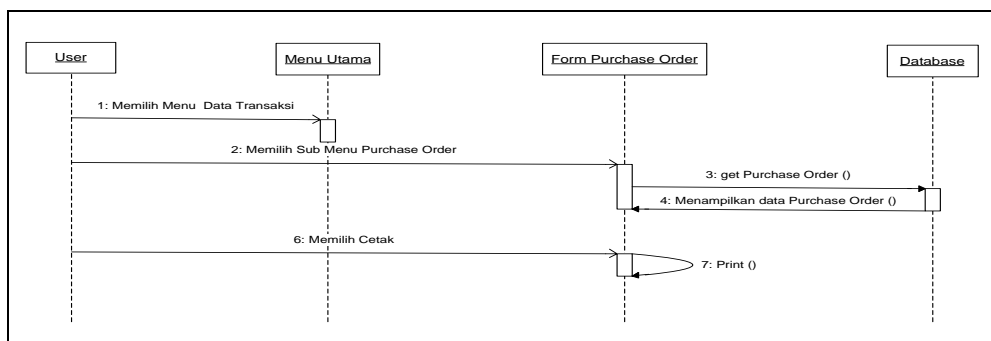 User
Menu Utama
Form Purchase Order
Database
1: Memilih Menu Data Transaksi
2: Memilih Sub Menu Purchase Order
3: get Purchase Order ()
4: Menampilkan data Purchase Order ()
6: Memilih Cetak
7: Print ()